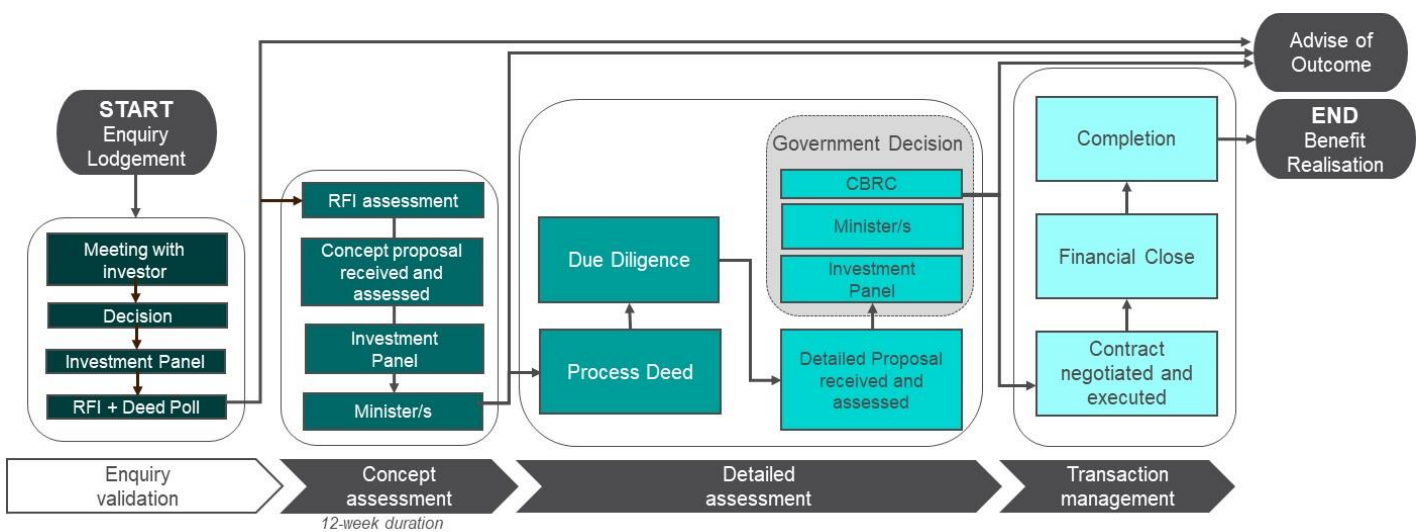 START
Enquiry
Lodgement
Meeting with
investor
Decision
Investment Panel
RFI + Deed Poll
RFI assessment
Concept proposal
received and
assessed
Investment
Panel
Minister/s
Due Diligence
Process Deed
Government Decision
CBRC
Minister/s
Investment
Panel
Detailed Proposal
received and
assessed
Completion
Financial Close
Contract
negotiated and
executed
Advise of
Outcome
END
Benefit
Realisation
Enquiry
validation
Concept
assessment
12-week duration
Detailed
assessment
Transaction
management